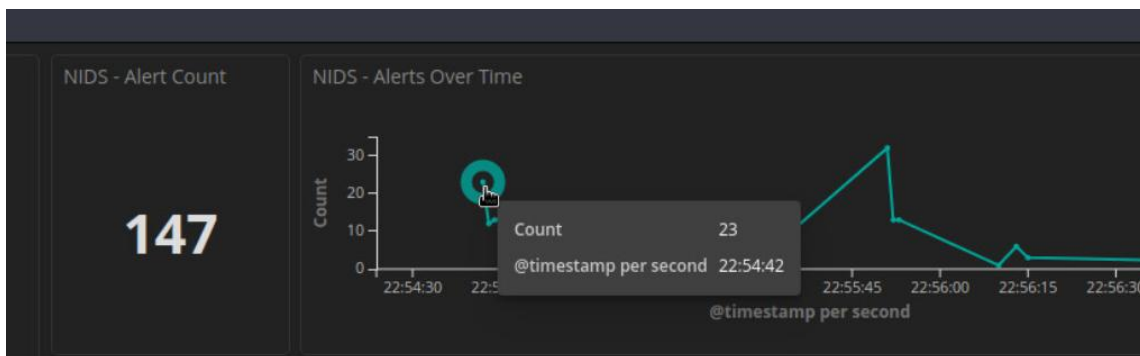 NIDS - Alert Count
147
NIDS - Alerts Over Time
Count
30
20
10
0
Count 23
@timestamp per second 22:54:42
22:54:30 22:55:45 22:56:00 22:56:15
@timestamp per second